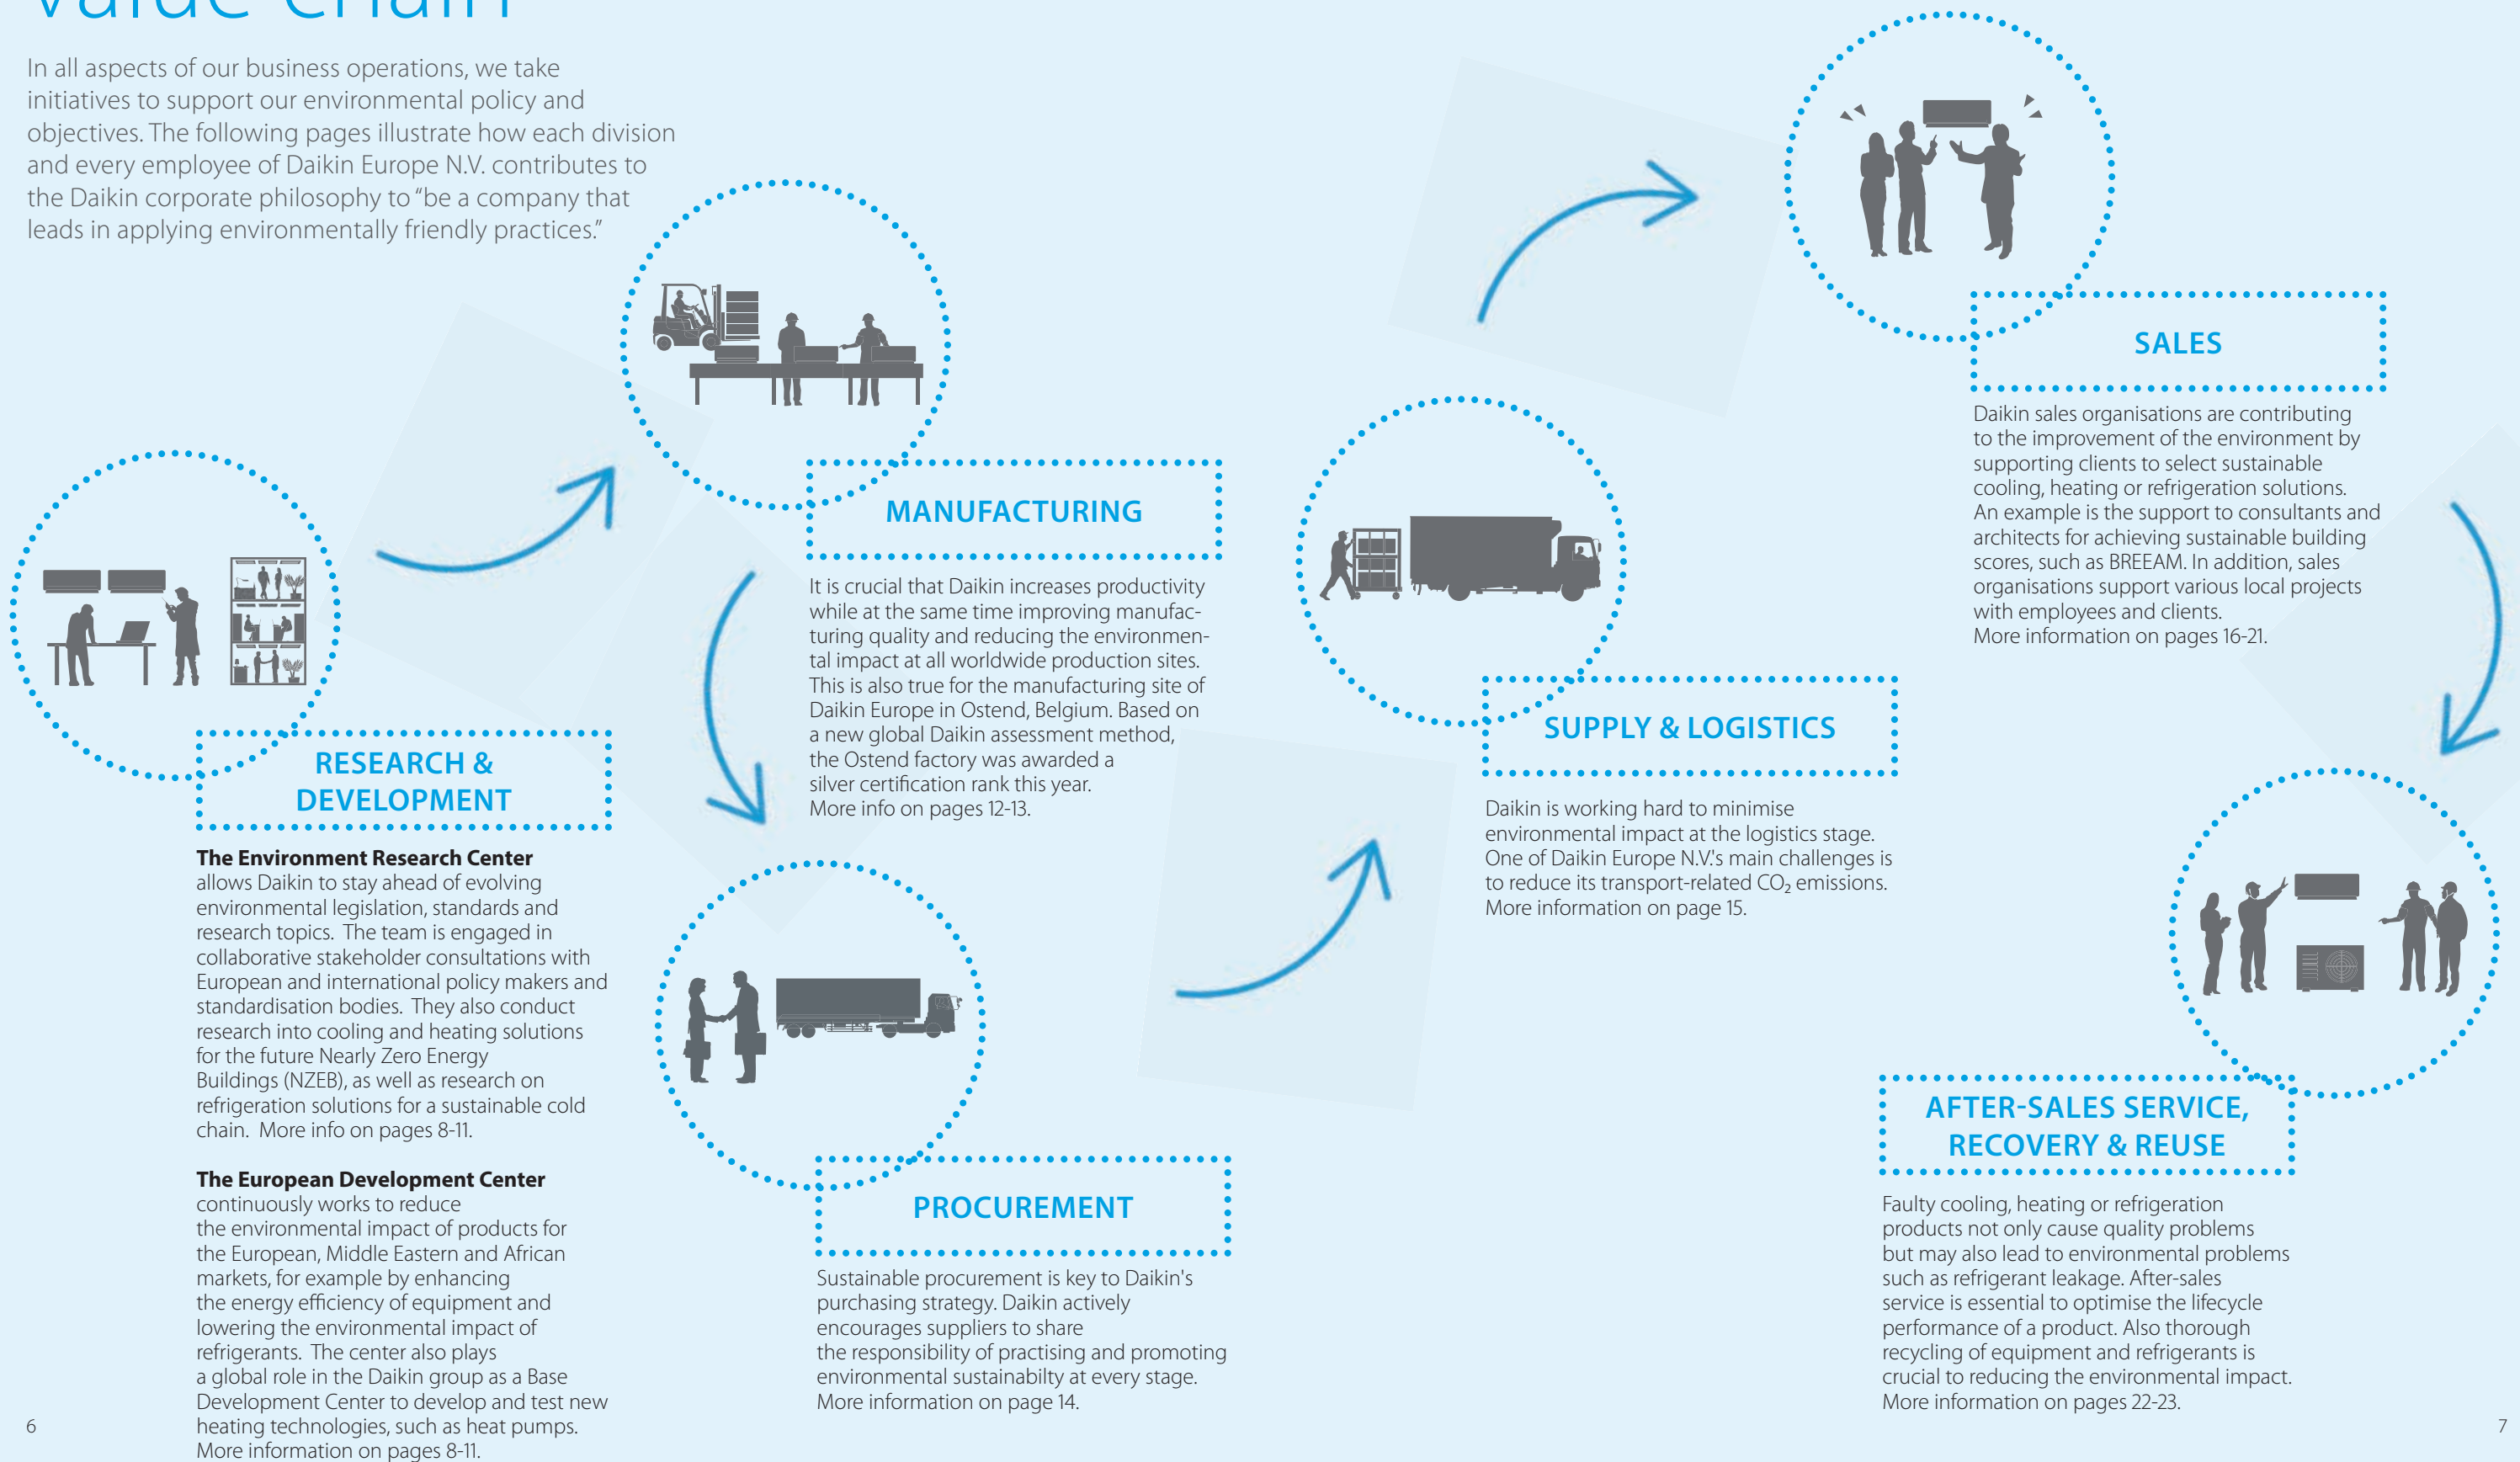 value chain
In all aspects of our business operations, we take
initiatives to support our environmental policy and
objectives. The following pages illustrate how each division
and every employee of Daikin Europe N.V. contributes to
the Daikin corporate philosophy to “be a company that
leads in applying environmentally friendly practices.”
RESEARCH &
DEVELOPMENT
The Environment Research Center
allows Daikin to stay ahead of evolving
environmental legislation, standards and
research topics. The team is engaged in
collaborative stakeholder consultations with
European and international policy makers and
standardisation bodies. They also conduct
research into cooling and heating solutions
for the future Nearly Zero Energy
Buildings (NZEB), as well as research on
refrigeration solutions for a sustainable cold
chain. More info on pages 8-11.
The European Development Center
continuously works to reduce
the environmental impact of products for
the European, Middle Eastern and African
markets, for example by enhancing
the energy efficiency of equipment and
lowering the environmental impact of
refrigerants. The center also plays
a global role in the Daikin group as a Base
Development Center to develop and test new
heating technologies, such as heat pumps.
More information on pages 8-11.
MANUFACTURING
It is crucial that Daikin increases productivity
while at the same time improving manufac-
turing quality and reducing the environmen-
tal impact at all worldwide production sites.
This is also true for the manufacturing site of
Daikin Europe in Ostend, Belgium. Based on
a new global Daikin assessment method,
the Ostend factory was awarded a
silver certification rank this year.
More info on pages 12-13.
PROCUREMENT
Sustainable procurement is key to Daikin's
purchasing strategy. Daikin actively
encourages suppliers to share
the responsibility of practising and promoting
environmental sustainabilty at every stage.
More information on page 14.
SUPPLY & LOGISTICS
Daikin is working hard to minimise
environmental impact at the logistics stage.
One of Daikin Europe N.V.'s main challenges is
to reduce its transport-related CO₂ emissions.
More information on page 15.
SALES
Daikin sales organisations are contributing
to the improvement of the environment by
supporting clients to select sustainable
cooling, heating or refrigeration solutions.
An example is the support to consultants and
architects for achieving sustainable building
scores, such as BREEAM. In addition, sales
organisations support various local projects
with employees and clients.
More information on pages 16-21.
AFTER-SALES SERVICE,
RECOVERY & REUSE
Faulty cooling, heating or refrigeration
products not only cause quality problems
but may also lead to environmental problems
such as refrigerant leakage. After-sales
service is essential to optimise the lifecycle
performance of a product. Also thorough
recycling of equipment and refrigerants is
crucial to reducing the environmental impact.
More information on pages 22-23.
6
7